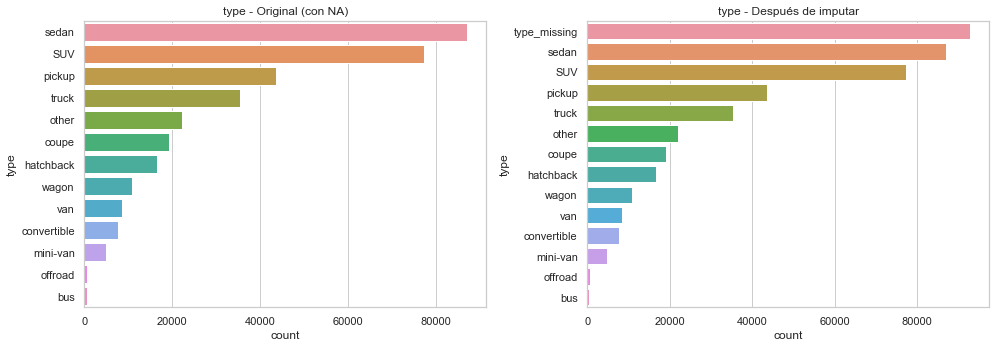 type - Original (con NA)
sedan
SUV
pickup
truck
other
coupe
hatchback
wagon
van
convertible
mini-van
offroad
bus
type
0 20000 40000 60000 80000
count
type - Después de imputar
type_missing
sedan
SUV
pickup
truck
other
coupe
hatchback
wagon
van
convertible
mini-van
offroad
bus
type
0 20000 40000 60000 80000
count